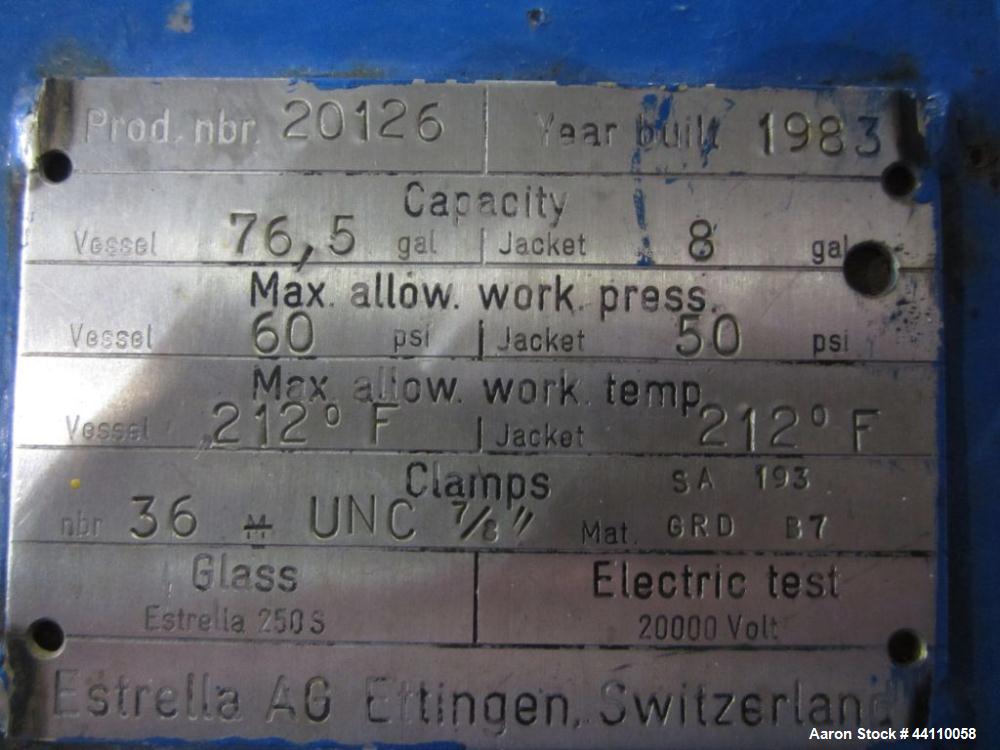 Prod. nbr. 20126 Year built 1983
Capacity
Vessel 76,5 gal Jacket 8 gal
Max. allow. work. press.
Vessel 60 psi Jacket 50 psi
Max. allow. work. temp.
Vessel 212° F Jacket 212° F
Clamps SA 193
nbr 36 M UNC 7/8" Mat. GRD B7
Glass Electric test
Estrella 250 S 20000 Volt
Estrella AG Ettingen, Switzerland
Aaron Stock # 44110058